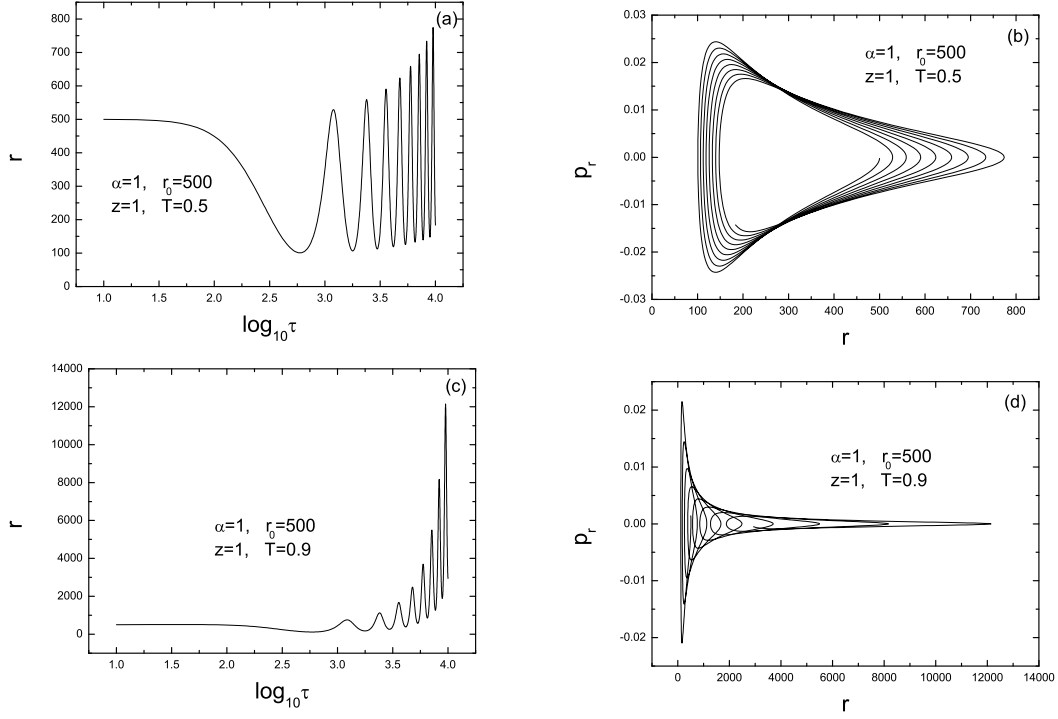 (a)
800
700
600
500
400
300
200
100
0
r
α=1, r0=500
z=1, T=0.5
1.0 1.5 2.0 2.5 3.0 3.5 4.0
log10τ
(b)
0.03
0.02
0.01
0.00
-0.01
-0.02
-0.03
pr
α=1, r0=500
z=1, T=0.5
0 100 200 300 400 500 600 700 800
r
(c)
14000
12000
10000
8000
6000
4000
2000
0
r
α=1, r0=500
z=1, T=0.9
1.0 1.5 2.0 2.5 3.0 3.5 4.0
log10τ
(d)
0.02
0.01
0.00
-0.01
-0.02
pr
α=1, r0=500
z=1, T=0.9
0 2000 4000 6000 8000 10000 12000 14000
r